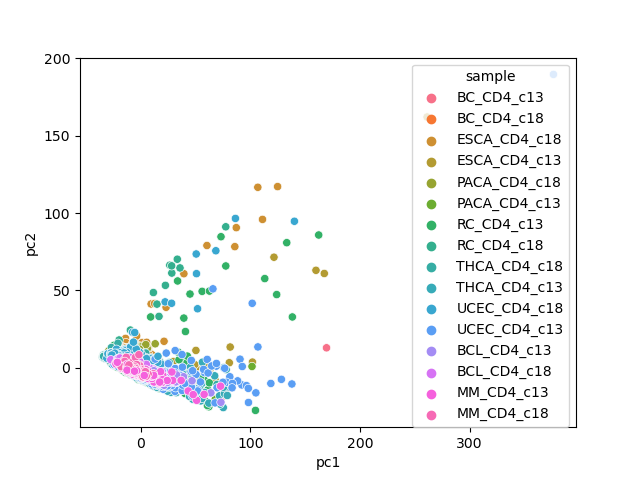 200
150
100
50
0
pc2
0
100
200
300
pc1
sample
BC_CD4_c13
BC_CD4_c18
ESCA_CD4_c18
ESCA_CD4_c13
PACA_CD4_c18
PACA_CD4_c13
RC_CD4_c13
RC_CD4_c18
THCA_CD4_c18
THCA_CD4_c13
UCEC_CD4_c18
UCEC_CD4_c13
BCL_CD4_c13
BCL_CD4_c18
MM_CD4_c13
MM_CD4_c18